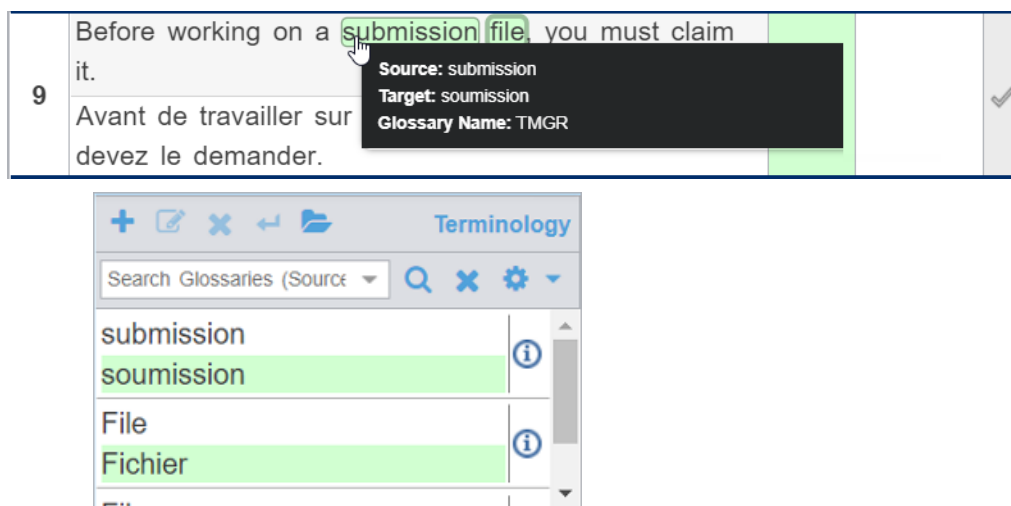 Before working on a submission file, you must claim
it.
9
Avant de travailler sur
devez le demander.
Source: submission
Target: soumission
Glossary Name: TMGR
Terminology
Search Glossaries (Source
submission
soumission
File
Fichier